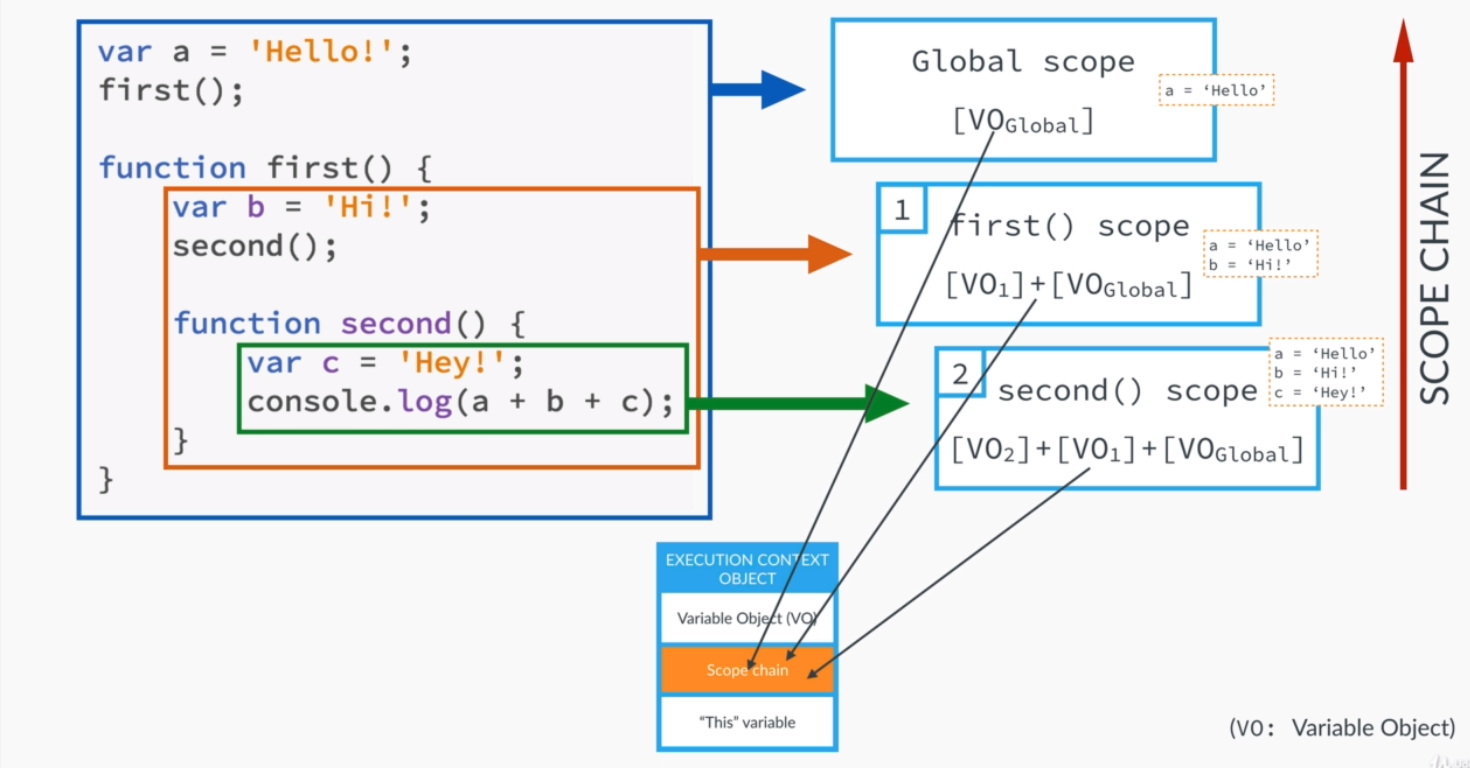 var a = 'Hello!';
first();
function first() {
var b = 'Hi!';
second();
function second() {
var c = 'Hey!';
console.log(a + b + c);
}
}
Global scope
[VOGlobal]
a = ‘Hello’
1
first() scope
[VO1]+[VOGlobal]
a = ‘Hello’
b = ‘Hi!’
2
second() scope
[VO2]+[VO1]+[VOGlobal]
a = ‘Hello’
b = ‘Hi!’
c = ‘Hey!’
SCOPE CHAIN
EXECUTION CONTEXT
OBJECT
Variable Object (VO)
Scope chain
“This” variable
(VO: Variable Object)